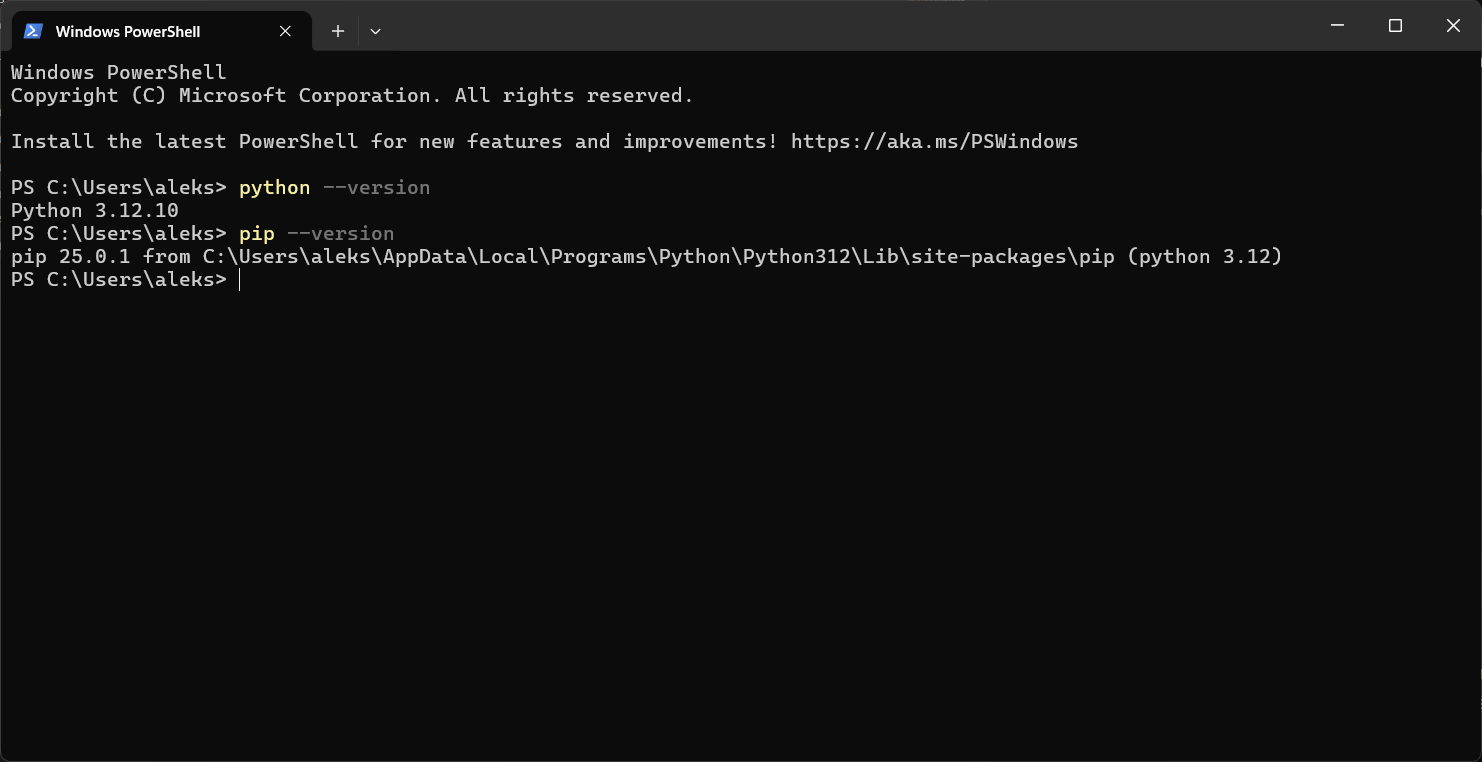 Windows PowerShell
Windows PowerShell
Copyright (C) Microsoft Corporation. All rights reserved.
Install the latest PowerShell for new features and improvements! https://aka.ms/PSWindows
PS C:\Users\aleks> python --version
Python 3.12.10
PS C:\Users\aleks> pip --version
pip 25.0.1 from C:\Users\aleks\AppData\Local\Programs\Python\Python312\Lib\site-packages\pip (python 3.12)
PS C:\Users\aleks>